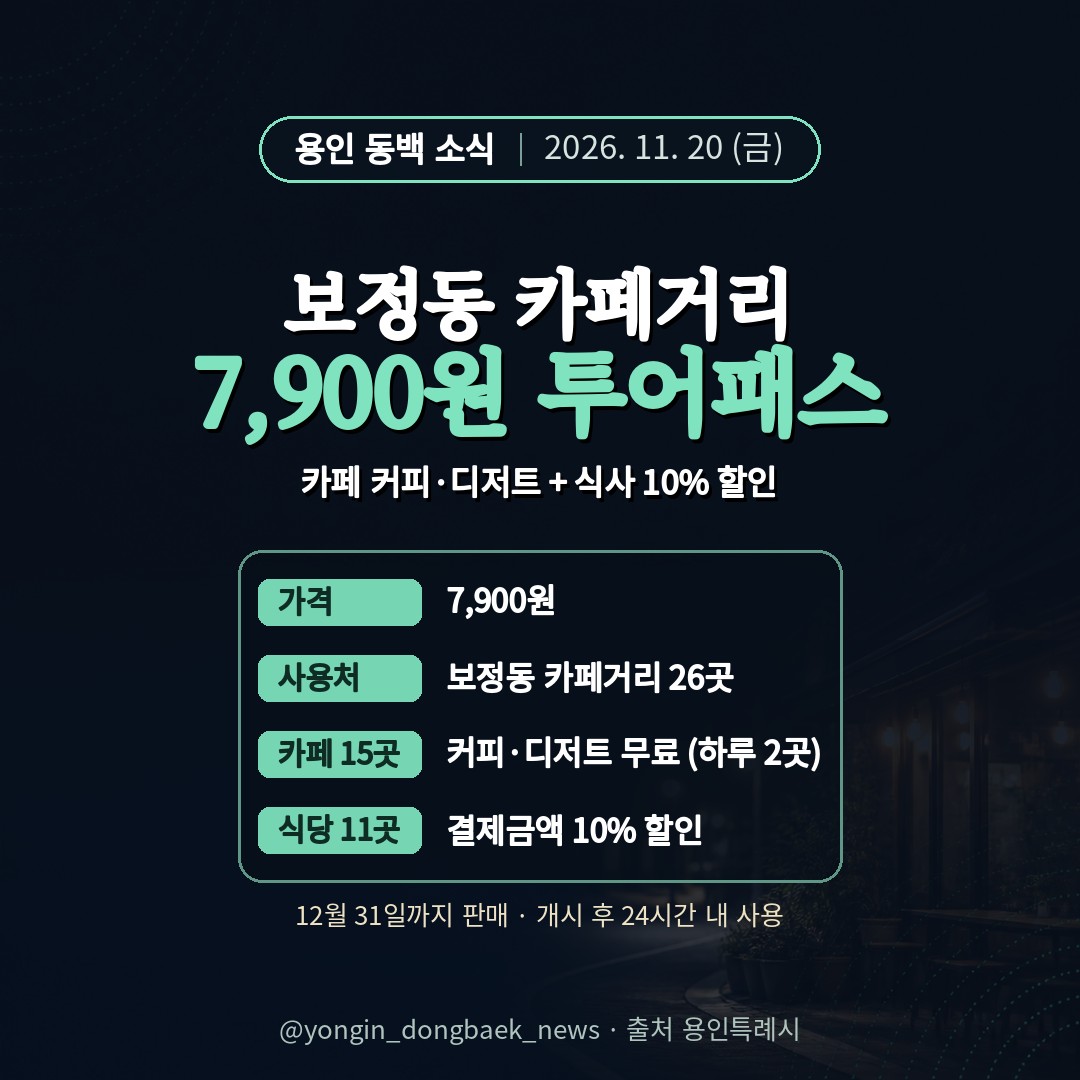 용인 동백 소식 | 2026. 11. 20 (금)
보정동 카페거리
7,900원 투어패스
카페 커피·디저트 + 식사 10% 할인
가격 7,900원
사용처 보정동 카페거리 26곳
카페 15곳 커피·디저트 무료 (하루 2곳)
식당 11곳 결제금액 10% 할인
12월 31일까지 판매 · 개시 후 24시간 내 사용
@yongin_dongbaek_news · 출처 용인특례시